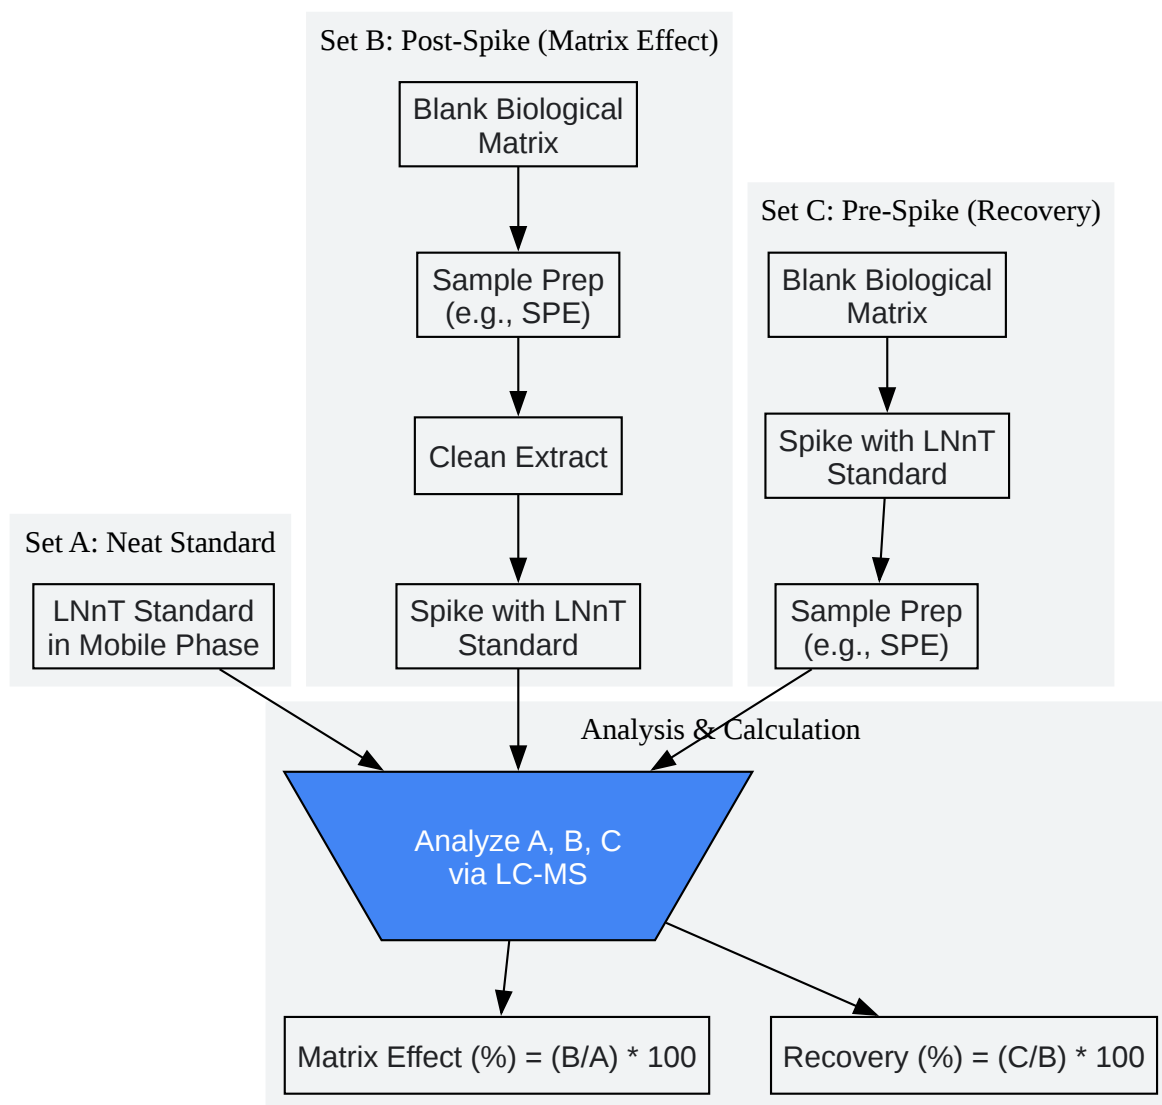 Set B: Post-Spike (Matrix Effect)
Blank Biological
Matrix
Sample Prep
(e.g., SPE)
Clean Extract
Spike with LNnT
Standard
Set C: Pre-Spike (Recovery)
Blank Biological
Matrix
Spike with LNnT
Standard
Sample Prep
(e.g., SPE)
Set A: Neat Standard
LNnT Standard
in Mobile Phase
Analysis & Calculation
Analyze A, B, C
via LC-MS
Matrix Effect (%) = (B/A) * 100
Recovery (%) = (C/B) * 100